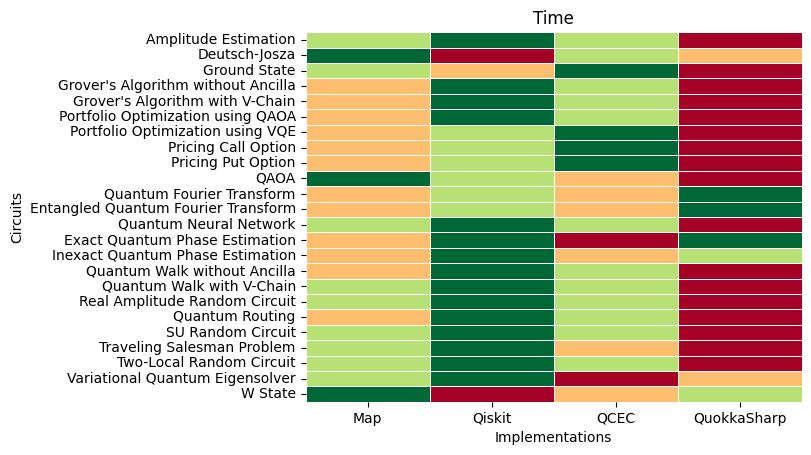 Time
Circuits
Amplitude Estimation
Deutsch-Josza
Ground State
Grover's Algorithm without Ancilla
Grover's Algorithm with V-Chain
Portfolio Optimization using QAOA
Portfolio Optimization using VQE
Pricing Call Option
Pricing Put Option
QAOA
Quantum Fourier Transform
Entangled Quantum Fourier Transform
Quantum Neural Network
Exact Quantum Phase Estimation
Inexact Quantum Phase Estimation
Quantum Walk without Ancilla
Quantum Walk with V-Chain
Real Amplitude Random Circuit
Quantum Routing
SU Random Circuit
Traveling Salesman Problem
Two-Local Random Circuit
Variational Quantum Eigensolver
W State
Map Qiskit QCEC QuokkaSharp
Implementations